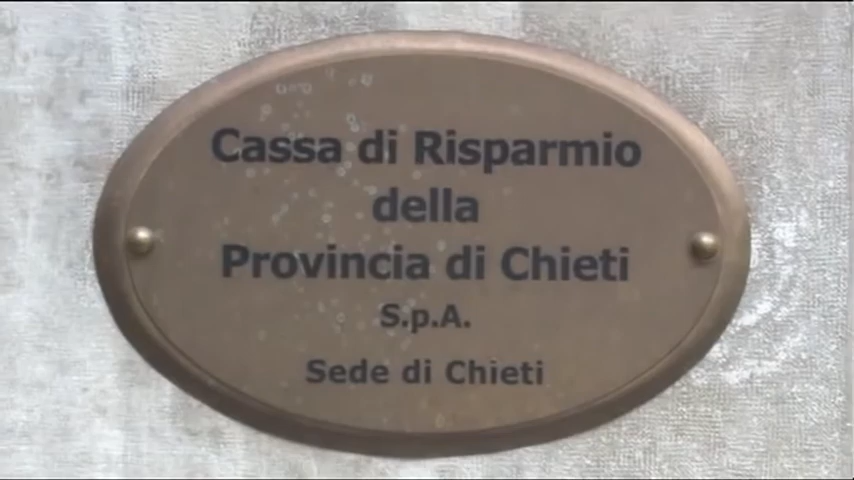 Cassa di Risparmio
della
Provincia di Chieti
S.p.A.
Sede di Chieti